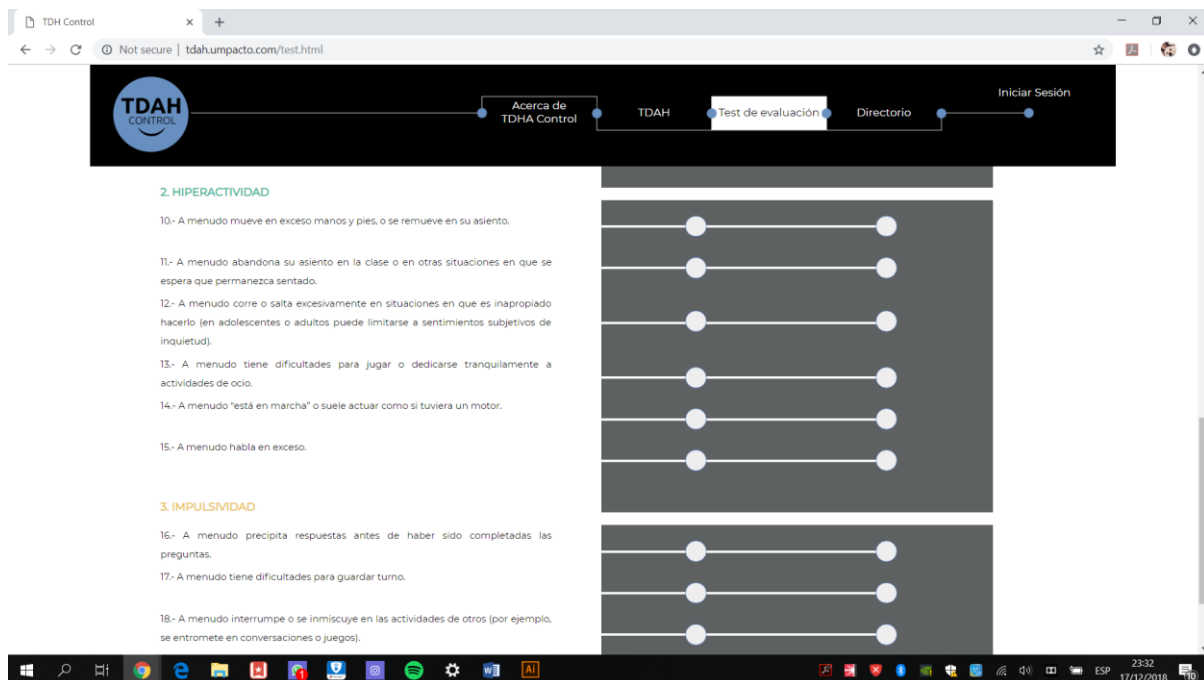 TDH Control
Not secure | tdah.umpacto.com/test.html
TDAH
CONTROL
Acerca de
TDHA Control
TDAH
Test de evaluación
Directorio
Iniciar Sesión
2. HIPERACTIVIDAD
10.- A menudo mueve en exceso manos y pies, o se remueve en su asiento.
11.- A menudo abandona su asiento en la clase o en otras situaciones en que se
espera que permanezca sentado.
12.- A menudo corre o salta excesivamente en situaciones en que es inapropiado
hacerlo (en adolescentes o adultos puede limitarse a sentimientos subjetivos de
inquietud).
13.- A menudo tiene dificultades para jugar o dedicarse tranquilamente a
actividades de ocio.
14.- A menudo "está en marcha" o suele actuar como si tuviera un motor.
15.- A menudo habla en exceso.
3. IMPULSIVIDAD
16.- A menudo precipita respuestas antes de haber sido completadas las
preguntas.
17.- A menudo tiene dificultades para guardar turno.
18.- A menudo interrumpe o se inmiscuye en las actividades de otros (por ejemplo,
se entromete en conversaciones o juegos).
Ai
ESP
23:32
17/12/2018